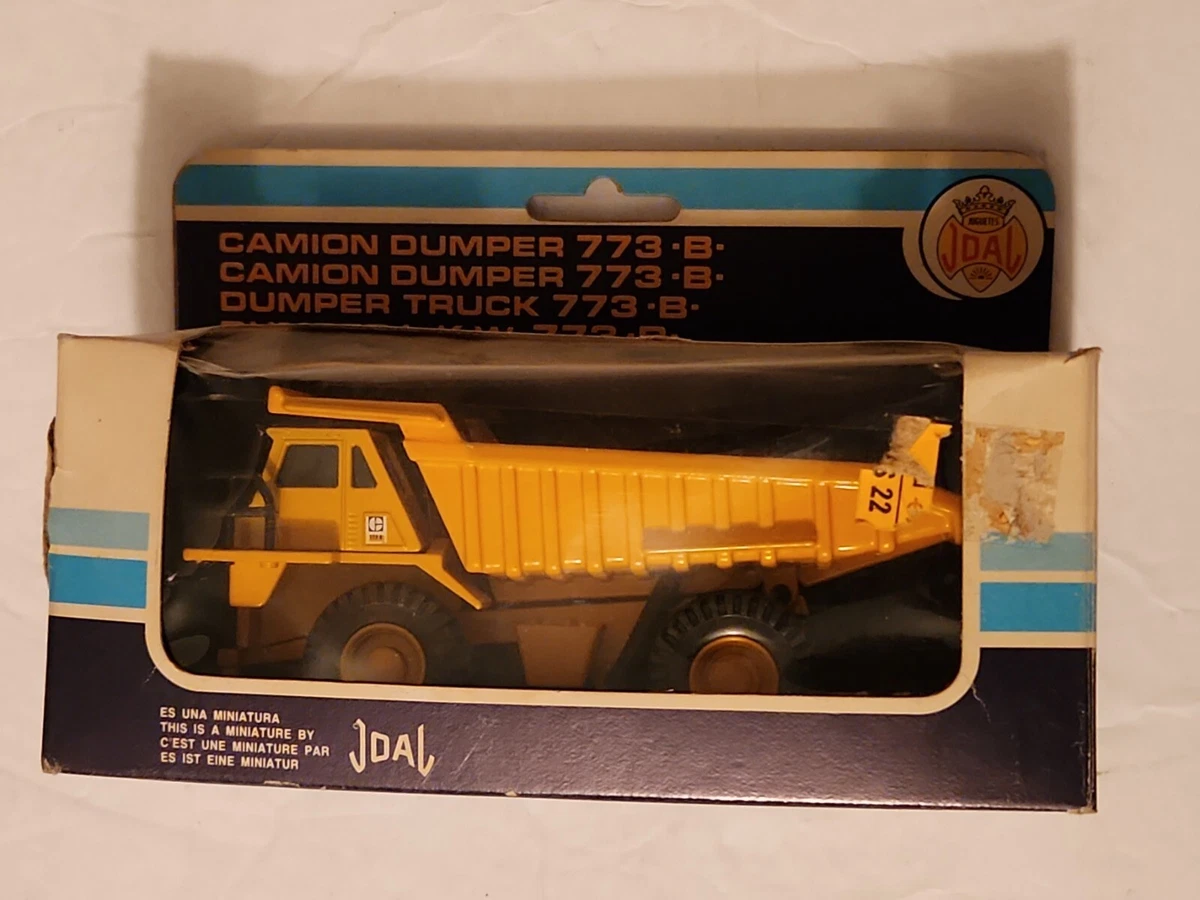 CAMION DUMPER 773 ·B·
CAMION DUMPER 773 ·B·
DUMPER TRUCK 773 ·B·
773 ·B·
JUGUETES
JOAL
22
ES UNA MINIATURA
THIS IS A MINIATURE BY
C'EST UNE MINIATURE PAR
ES IST EINE MINIATUR
JOAL